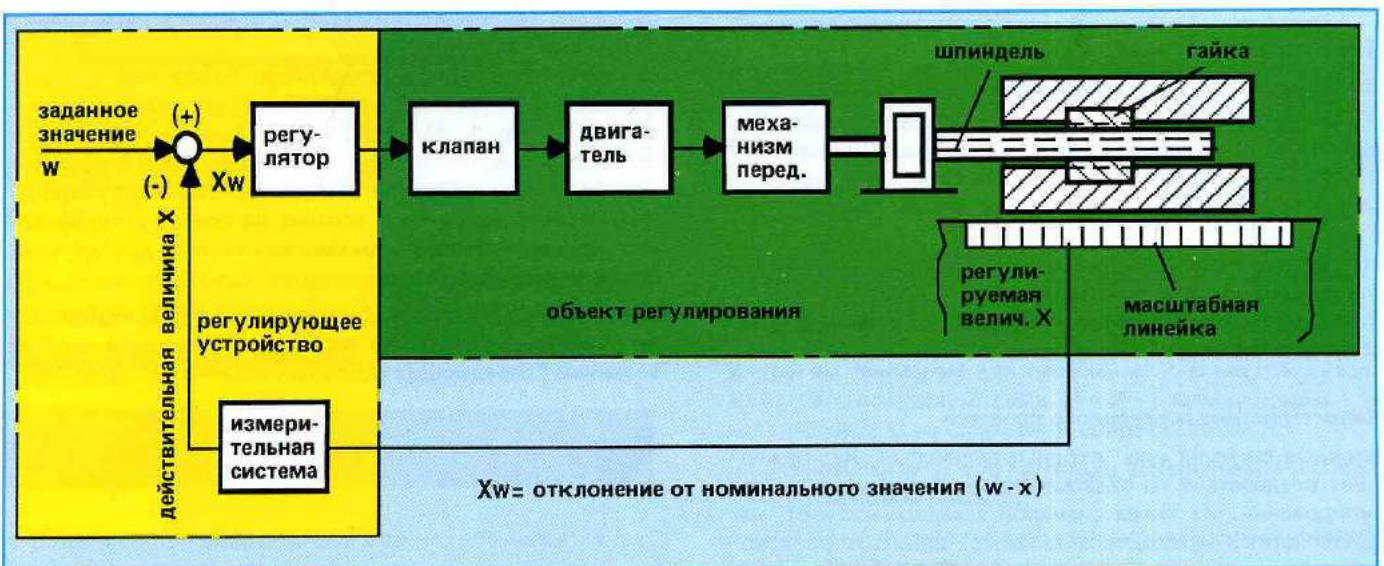 заданное
значение
W
(+)
(-)
Xw
регу-
лятор
клапан
двига-
тель
меха-
низм
перед.
шпиндель
гайка
действительная величина X
регулирующее
устройство
объект регулирования
регули-
руемая
велич. X
масштабная
линейка
измери-
тельная
система
Xw= отклонение от номинального значения (w - x)